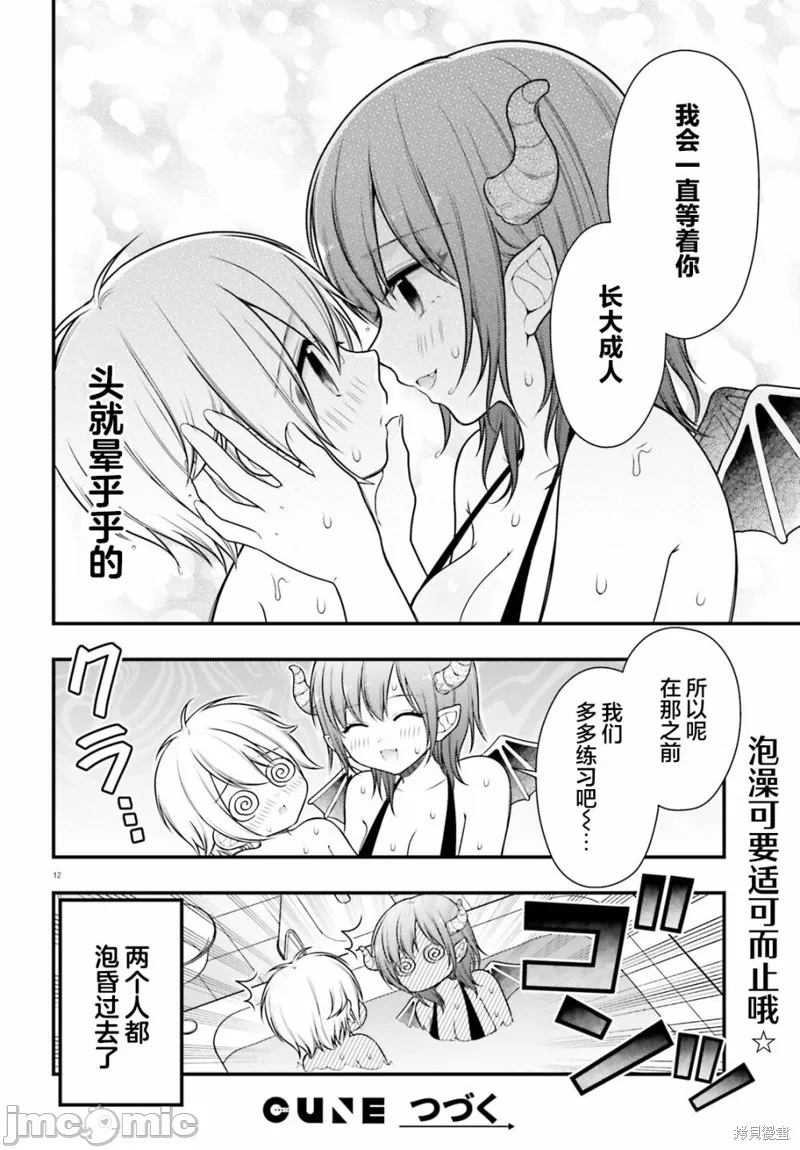 我会一直等着你
长大成人
头就晕乎乎的
クラ…
所以呢
在那之前
我们
多多练习吧～…
泡澡可要适可而止哦☆
12
ゴンッ
两个人都
泡昏过去了
CUNE つづく
jmcomic
拷貝漫畫